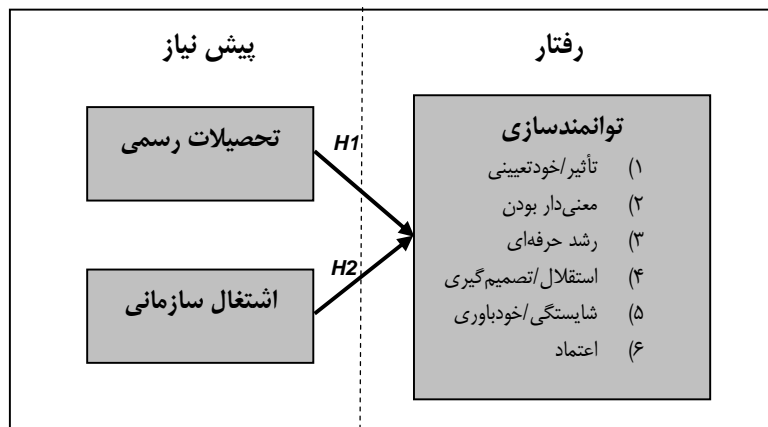 رفتار
پیش نیاز
توانمندسازی
۱) تأثیر/خودتعیینی
۲) معنی‌دار بودن
۳) رشد حرفه‌ای
۴) استقلال/تصمیم‌گیری
۵) شایستگی/خودباوری
۶) اعتماد
تحصیلات رسمی
H1
اشتغال سازمانی
H2